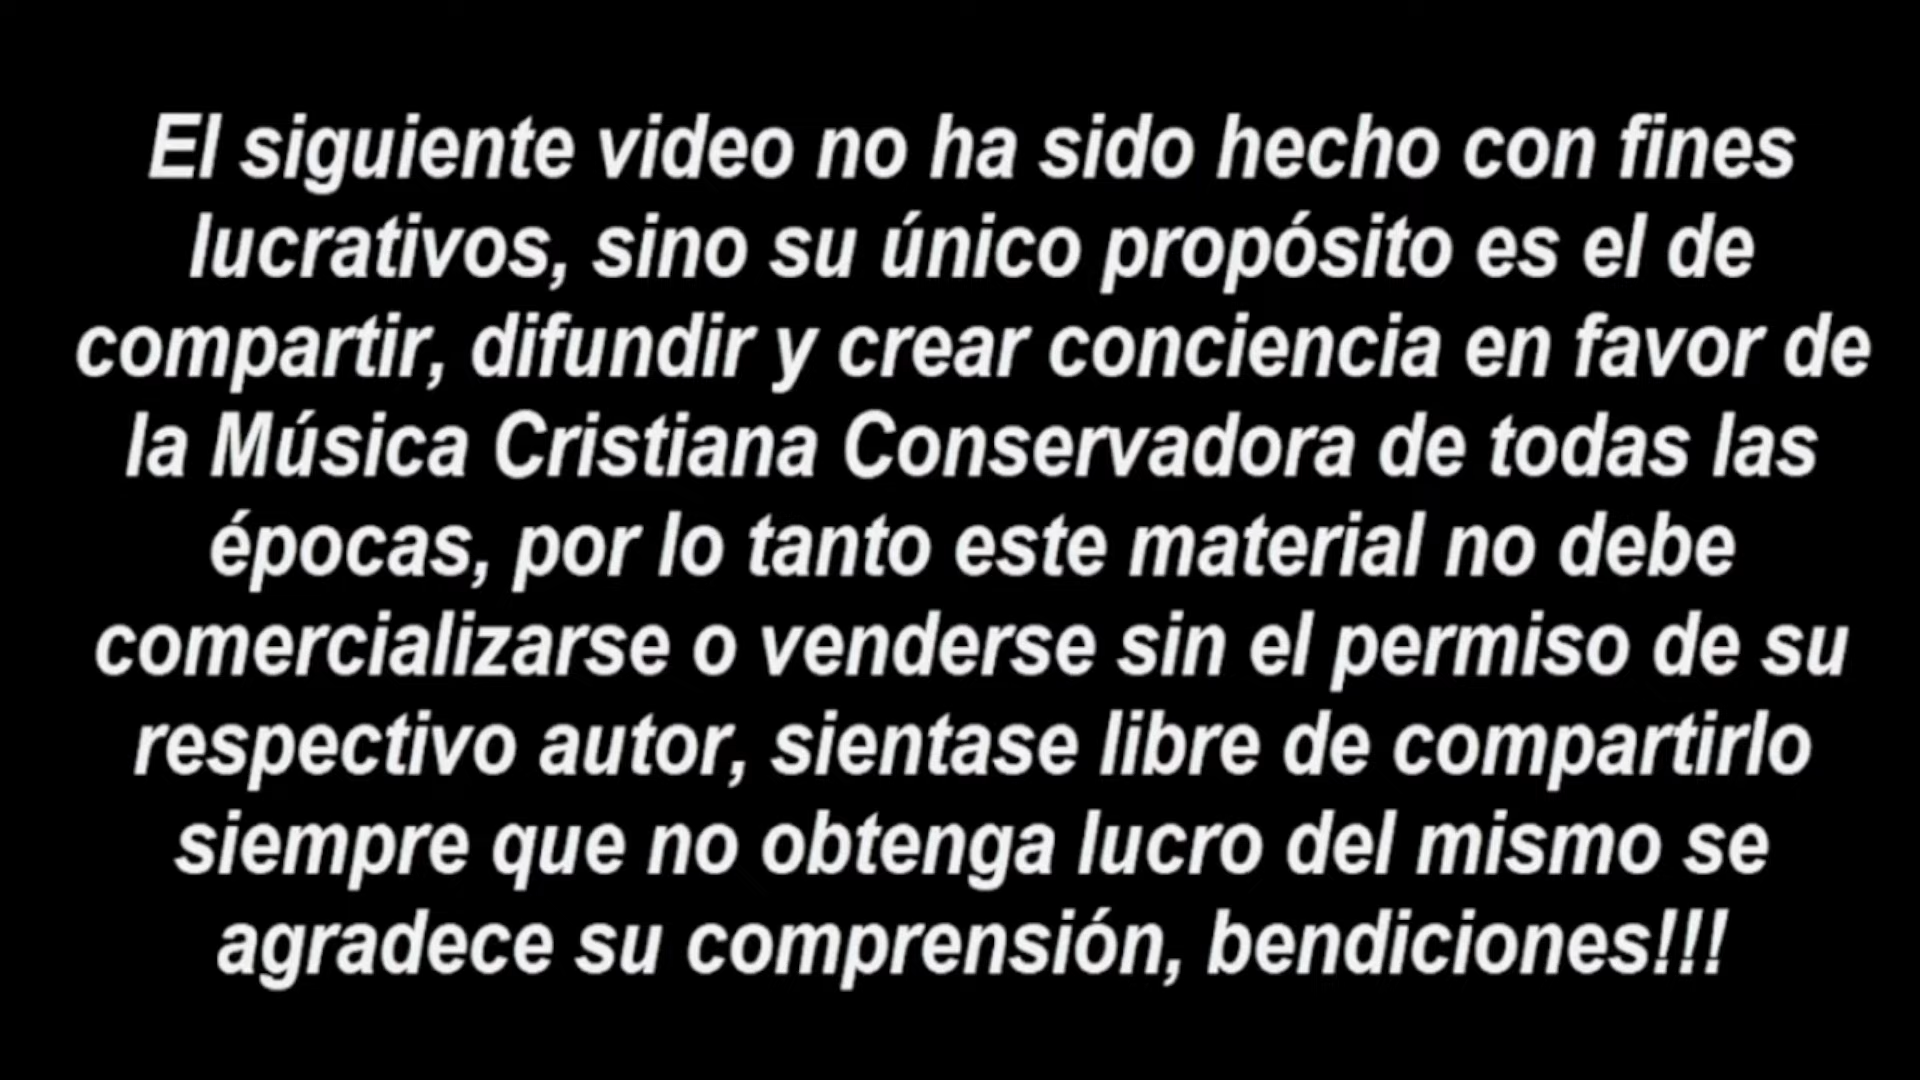 El siguiente video no ha sido hecho con fines
lucrativos, sino su único propósito es el de
compartir, difundir y crear conciencia en favor de
la Música Cristiana Conservadora de todas las
épocas, por lo tanto este material no debe
comercializarse o venderse sin el permiso de su
respectivo autor, sientase libre de compartirlo
siempre que no obtenga lucro del mismo se
agradece su comprensión, bendiciones!!!